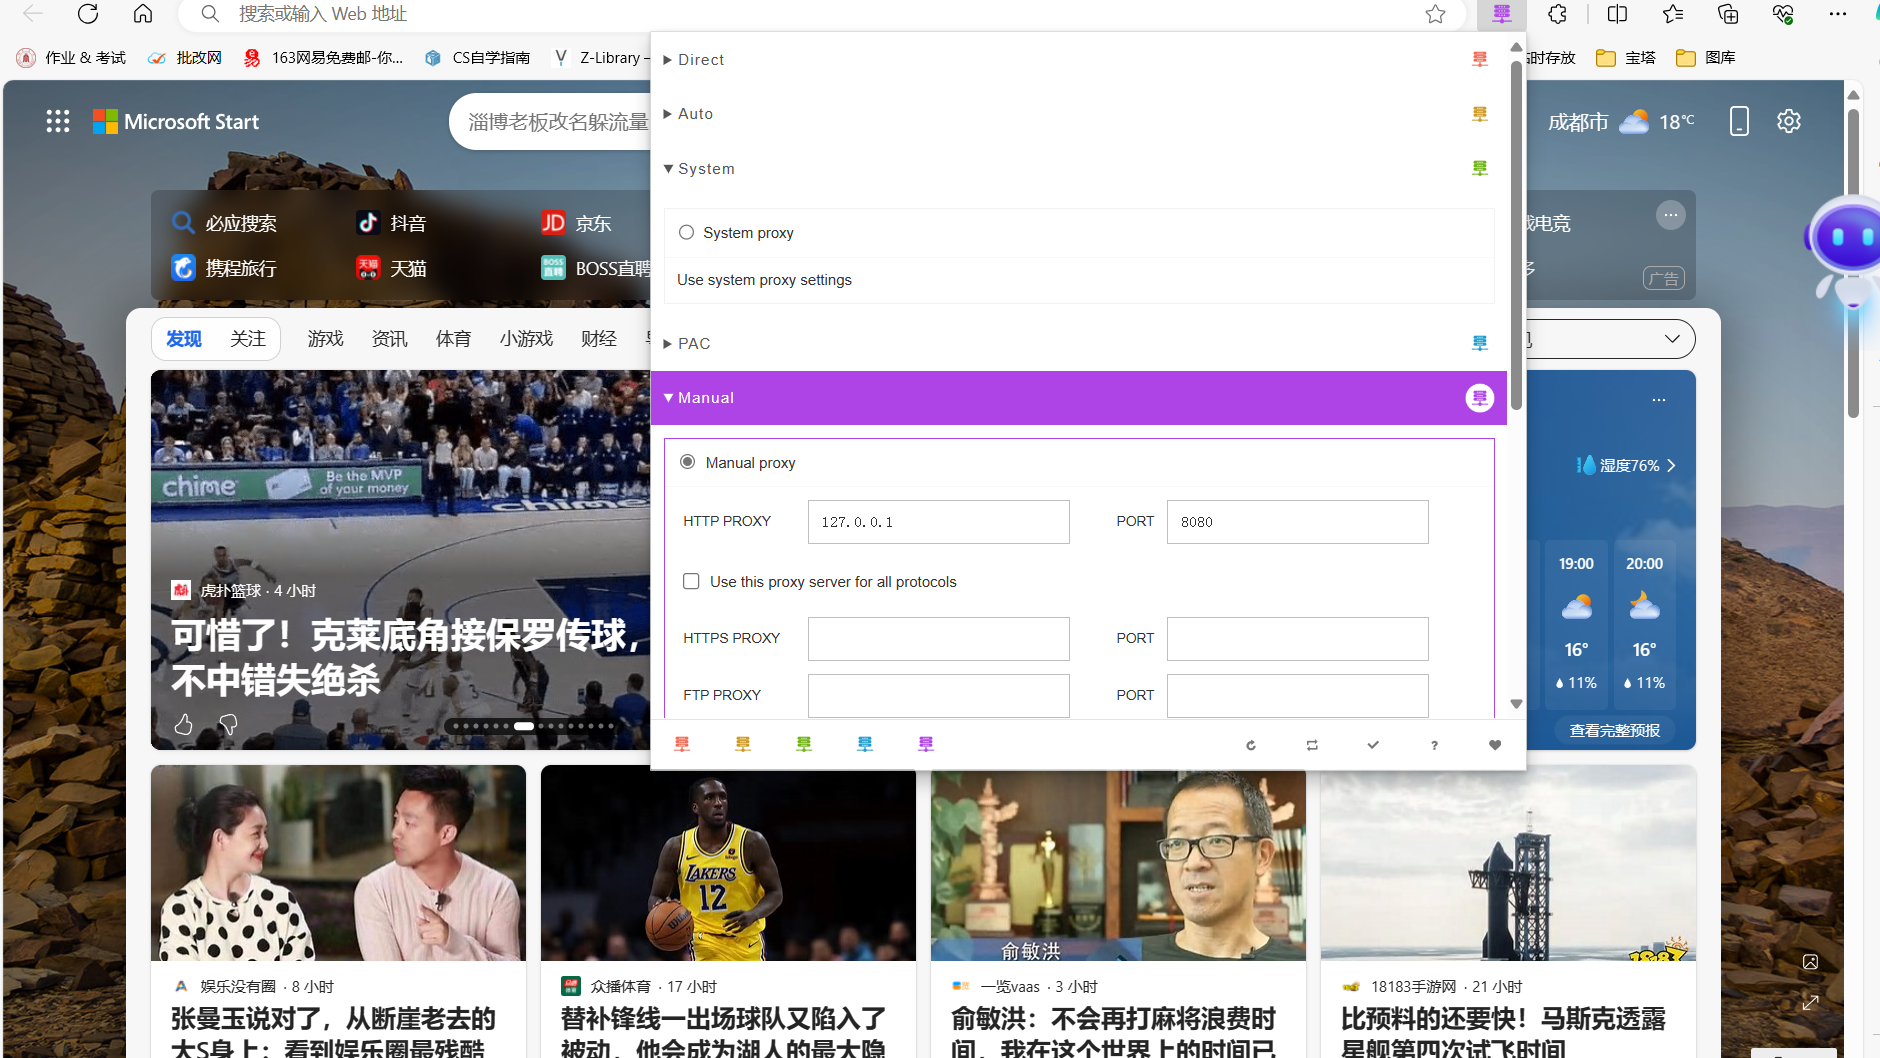 搜索或输入 Web 地址
作业 & 考试
批改网
163网易免费邮-你...
CS自学指南
Z-Library –
临时存放
宝塔
图库
Microsoft Start
淄博老板改名躲流量
成都市
18°C
必应搜索
抖音
京东
携程旅行
天猫
BOSS直聘
电竞
广告
发现
关注
游戏
资讯
体育
小游戏
财经
Direct
Auto
System
System proxy
Use system proxy settings
PAC
Manual
Manual proxy
HTTP PROXY
127.0.0.1
PORT
8080
Use this proxy server for all protocols
HTTPS PROXY
PORT
FTP PROXY
PORT
chime
Be the MVP
of your money
chime
虎扑篮球 · 4 小时
可惜了！克莱底角接保罗传球，
不中错失绝杀
湿度76%
19:00
20:00
16°
16°
11%
11%
查看完整预报
LAKERS
12
俞敏洪
18183
娱乐没有圈 · 8 小时
张曼玉说对了，从断崖老去的
大S身上：看到娱乐圈最残酷
众播体育 · 17 小时
替补锋线一出场球队又陷入了
被动，他会成为湖人的最大隐
一览vaas · 3 小时
俞敏洪：不会再打麻将浪费时
间，我在这个世界上的时间已
18183手游网 · 21 小时
比预料的还要快！马斯克透露
星舰第四次试飞时间